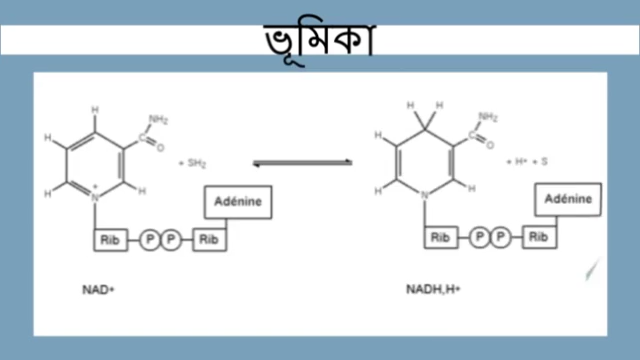 ভূমিকা
H
NH₂
H
C
O
+ SH₂
H
N
+
H
Adénine
Rib
P
P
Rib
NAD+
H
H
NH₂
H
C
O
+ H+ + S
H
N
H
Adénine
Rib
P
P
Rib
NADH,H+